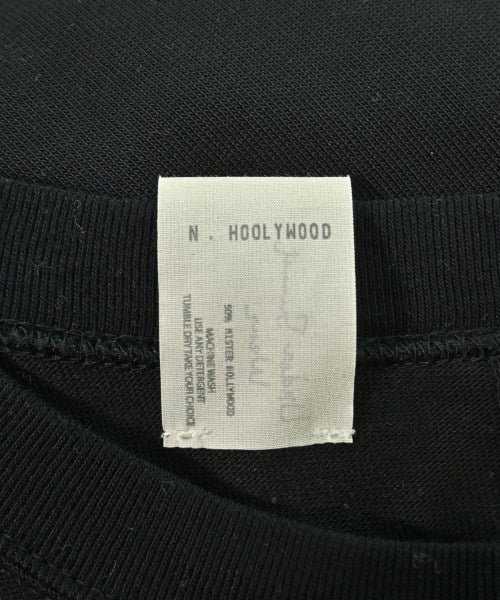 N. HOOLYWOOD
50% MISTER HOLLYWOOD
MACHINE WASH
USE ANY DETERGENT
TUMBLE DRY TAKE YOUR CHOICE